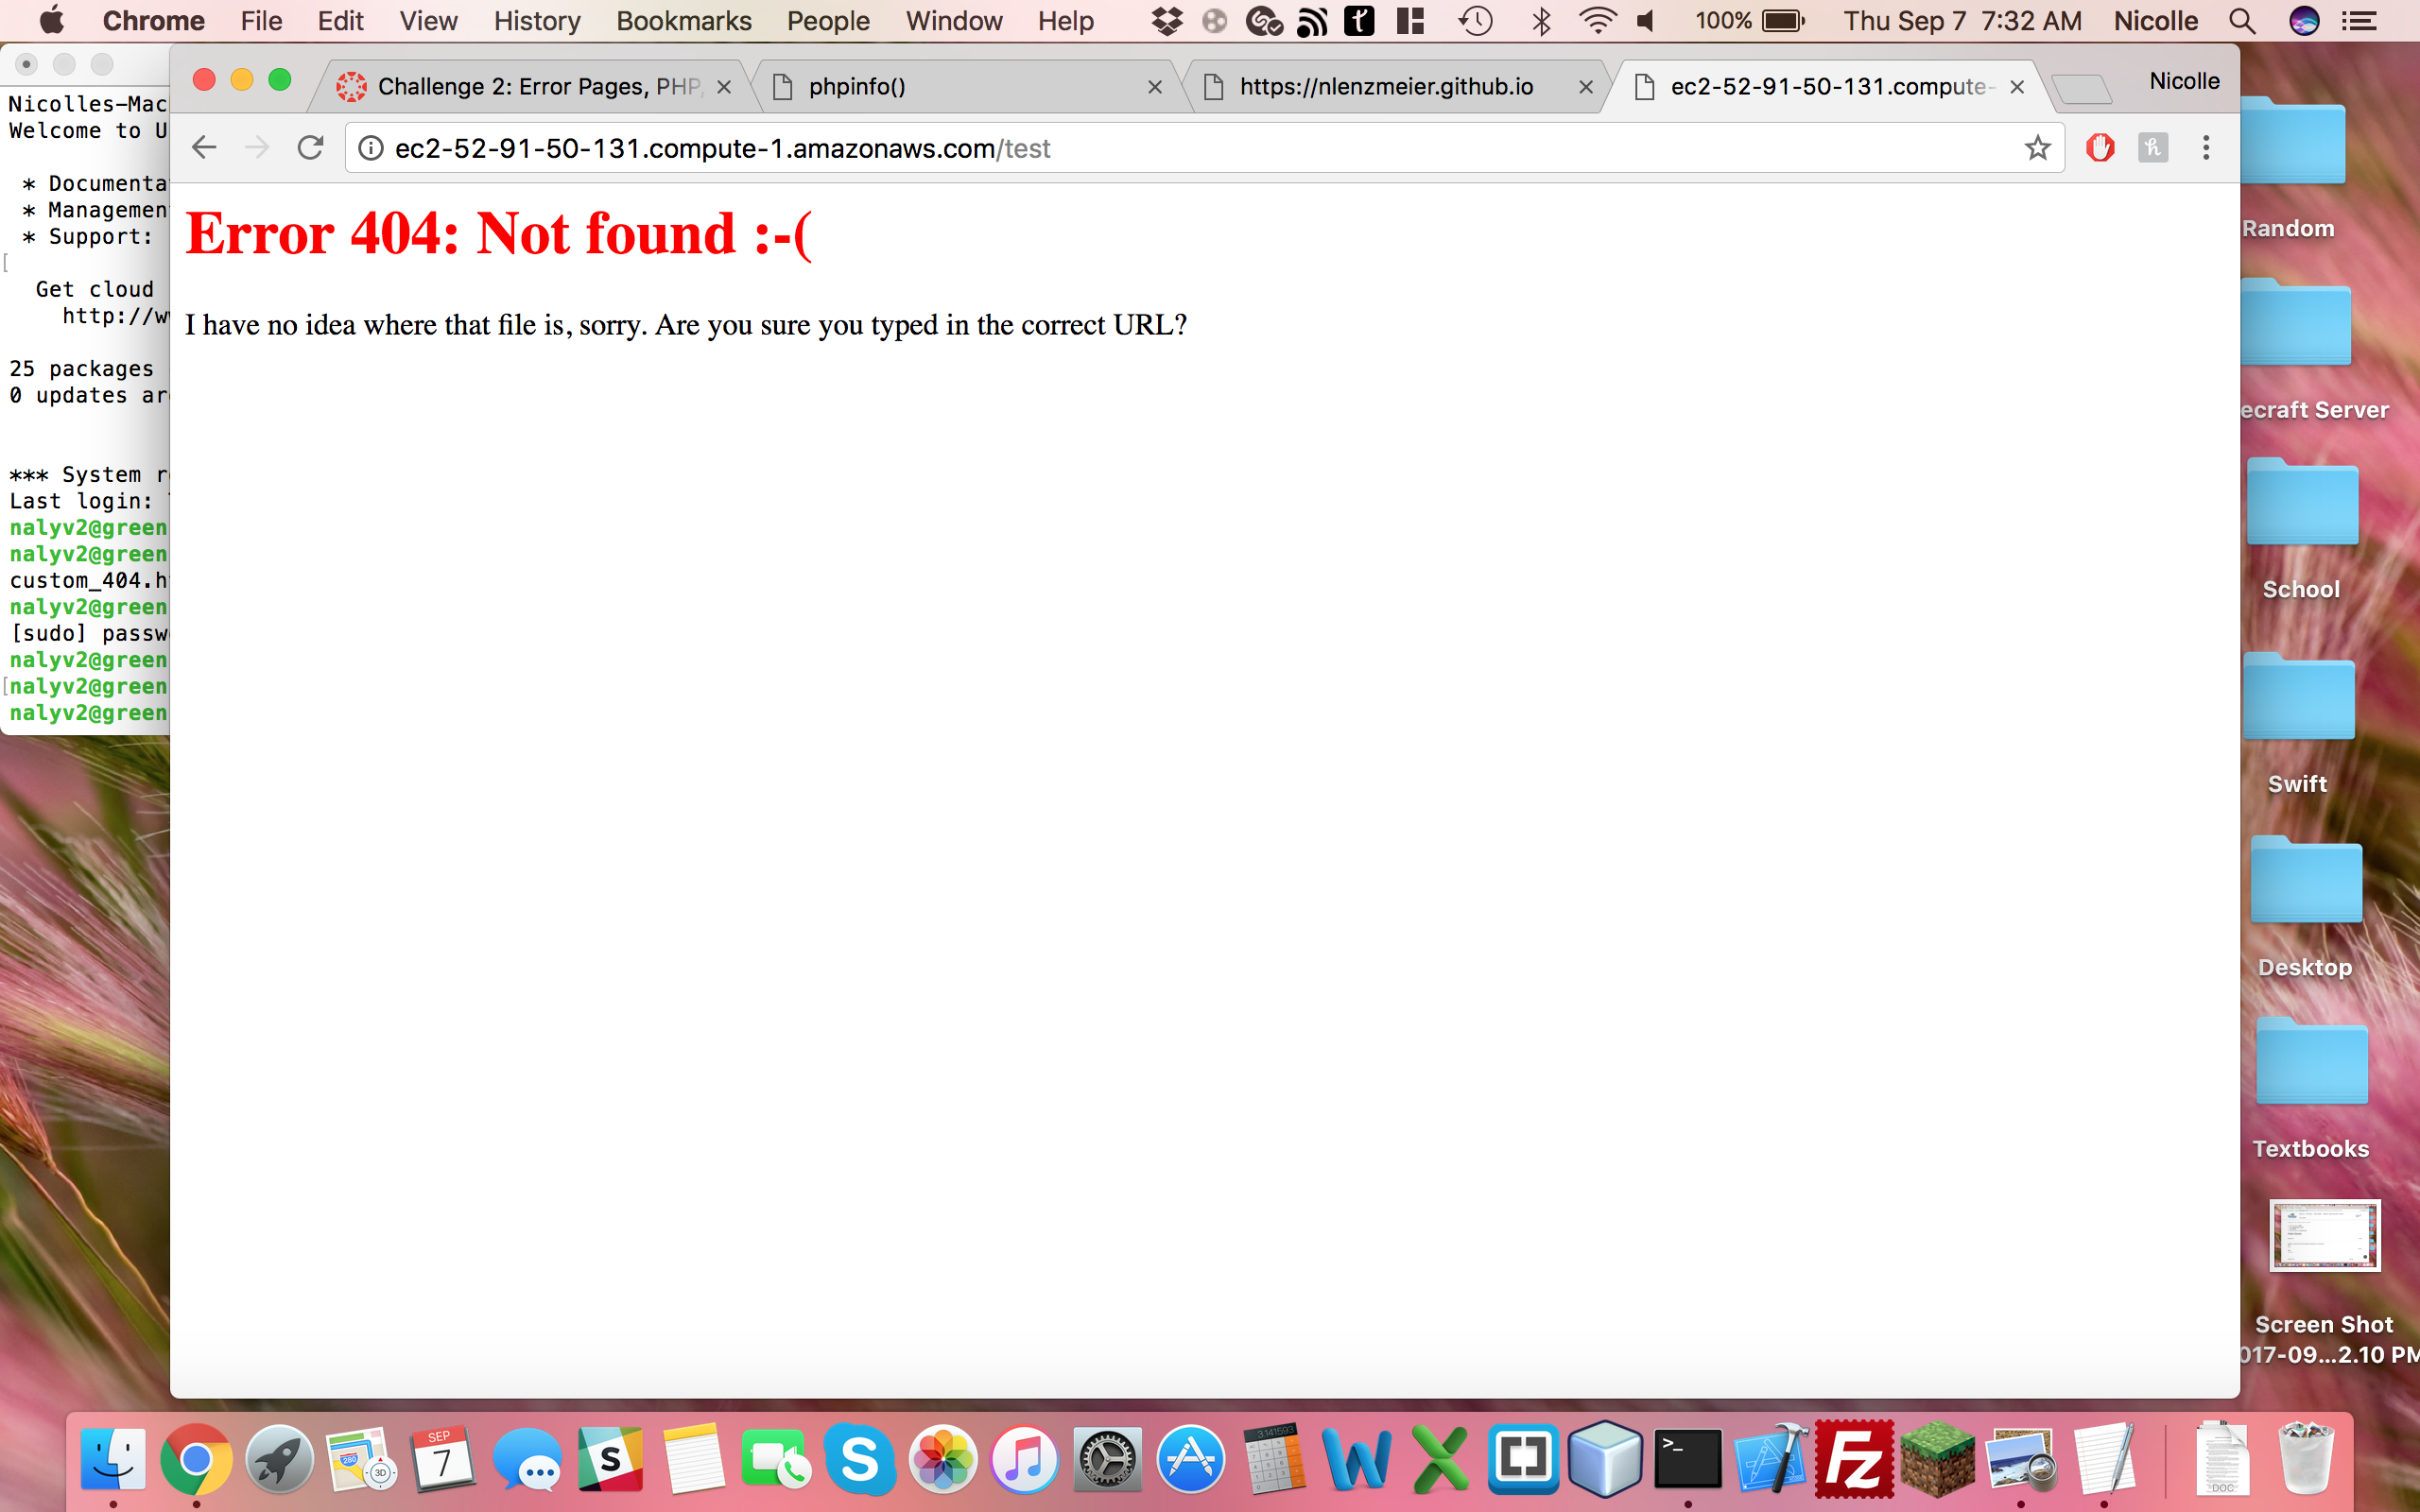 Chrome File Edit View History Bookmarks People Window Help 100% Thu Sep 7 7:32 AM Nicolle
Challenge 2: Error Pages, PHP,
phpinfo()
https://nlenzmeier.github.io
ec2-52-91-50-131.compute-
Nicolle
ec2-52-91-50-131.compute-1.amazonaws.com/test
Error 404: Not found :-(
I have no idea where that file is, sorry. Are you sure you typed in the correct URL?
Nicolles-Mac
Welcome to U
* Documenta
* Managemen
* Support:
[
Get cloud
http://w
25 packages
0 updates ar
*** System r
Last login:
nalyv2@green
nalyv2@green
custom_404.h
nalyv2@green
[sudo] passw
nalyv2@green
[nalyv2@green
nalyv2@green
Random
ecraft Server
School
Swift
Desktop
Textbooks
Screen Shot
017-09...2.10 PM
280
3D
SEP
7
S
S
3.141593
W
X
>_
Fz
DOC